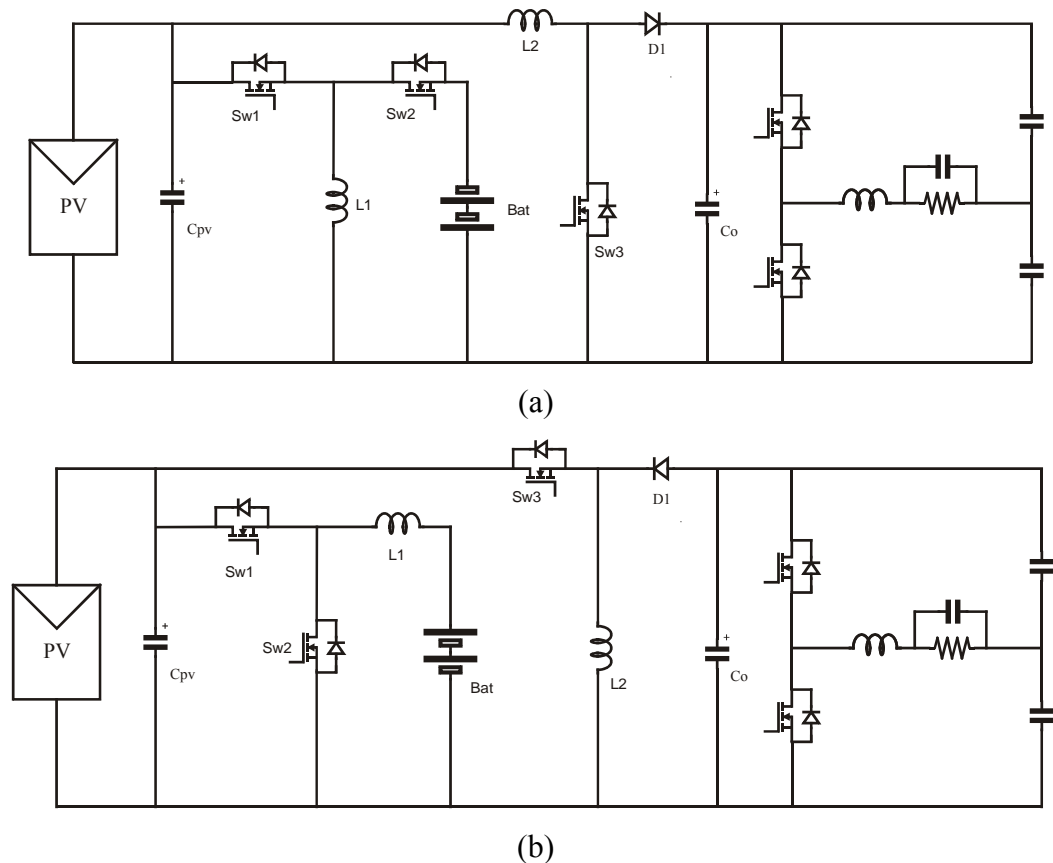 L2
D1
Sw1
Sw2
PV
+
Cpv
L1
Bat
Sw3
+
Co
(a)
Sw3
D1
Sw1
L1
PV
+
Cpv
Sw2
Bat
L2
+
Co
(b)